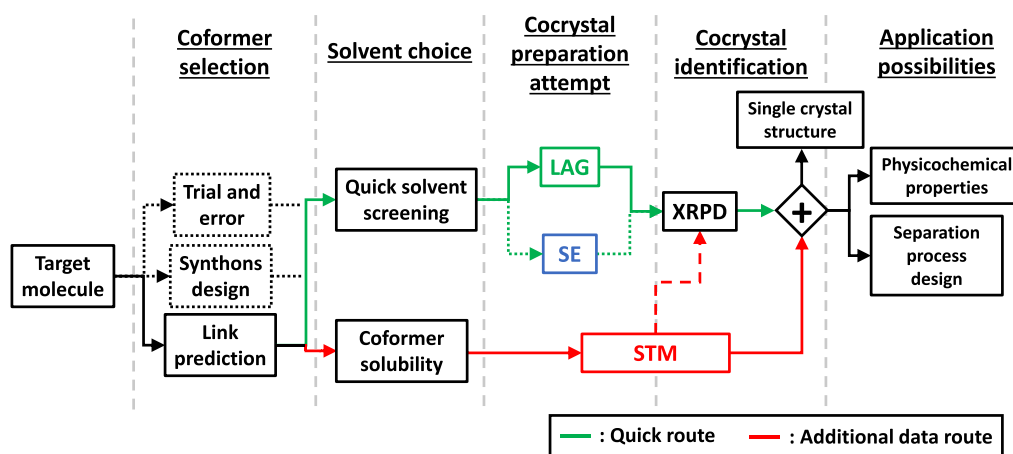 Coformer
selection
Solvent choice
Cocrystal
preparation
attempt
Cocrystal
identification
Application
possibilities
Single crystal
structure
Trial and
error
Quick solvent
screening
LAG
XRPD
+
Physicochemical
properties
Target
molecule
Synthons
design
SE
Separation
process
design
Link
prediction
Coformer
solubility
STM
: Quick route
: Additional data route